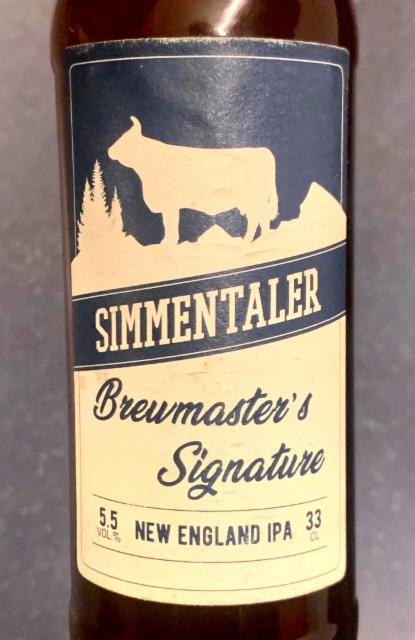 SIMMENTALER
Brewmaster's
Signature
5.5 NEW ENGLAND IPA 33
VOL.% CL